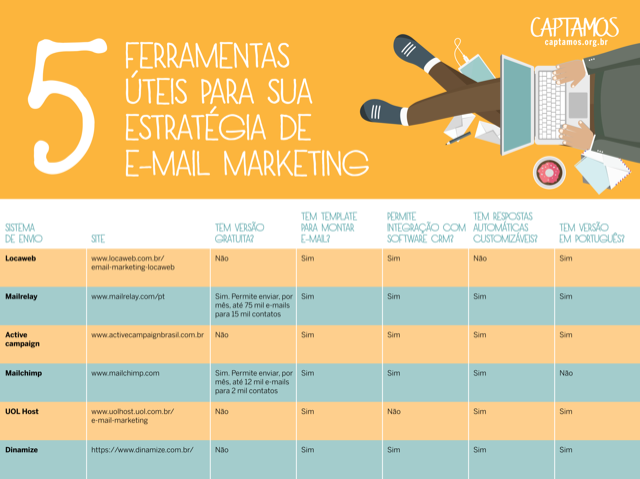 CAPTAMOS
captamos.org.br
5
FERRAMENTAS
ÚTEIS PARA SUA
ESTRATÉGIA DE
E-MAIL MARKETING
SISTEMA
DE ENVIO
SITE
TEM VERSÃO
GRATUITA?
TEM TEMPLATE
PARA MONTAR
E-MAIL?
PERMITE
INTEGRAÇÃO COM
SOFTWARE CRM?
TEM RESPOSTAS
AUTOMÁTICAS
CUSTOMIZÁVEIS?
TEM VERSÃO
EM PORTUGUÊS?
Locaweb
www.locaweb.com.br/
email-marketing-locaweb
Não
Sim
Sim
Não
Sim
Mailrelay
www.mailrelay.com/pt
Sim. Permite enviar, por
mês, até 75 mil e-mails
para 15 mil contatos
Sim
Sim
Sim
Sim
Active
campaign
www.activecampaignbrasil.com.br
Não
Sim
Sim
Sim
Sim
Mailchimp
www.mailchimp.com
Sim. Permite enviar, por
mês, até 12 mil e-mails
para 2 mil contatos
Sim
Sim
Sim
Não
UOL Host
www.uolhost.uol.com.br/
e-mail-marketing
Não
Sim
Não
Sim
Sim
Dinamize
https://www.dinamize.com.br/
Não
Sim
Sim
Sim
Sim